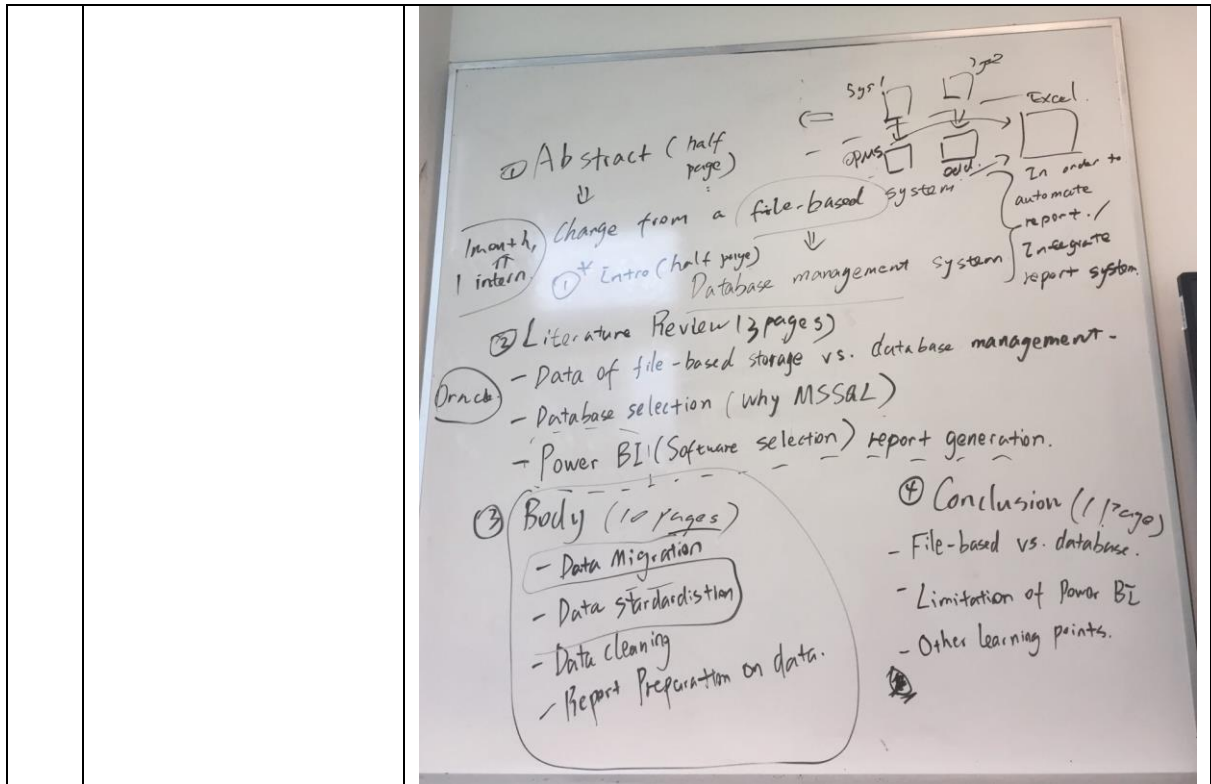 Sys1
Excel.
OPMS
① Abstract ( half page )
In order to automate report. / Integrate report system.
⇓
Change from a file-based system
1 month, 1 intern.
⇓
①* Intro (half page)
Database management system
② Literature Review (3 pages)
- Data of file-based storage vs. database management -
- Database selection (why MSSQL)
- Power BI (Software selection) report generation.
③ Body (10 pages)
- Data Migration
- Data stardardistion
- Data cleaning
- Report Preparation on data.
④ Conclusion (1 Page)
- File-based vs. database.
- Limitation of Power BI
- Other learning points.